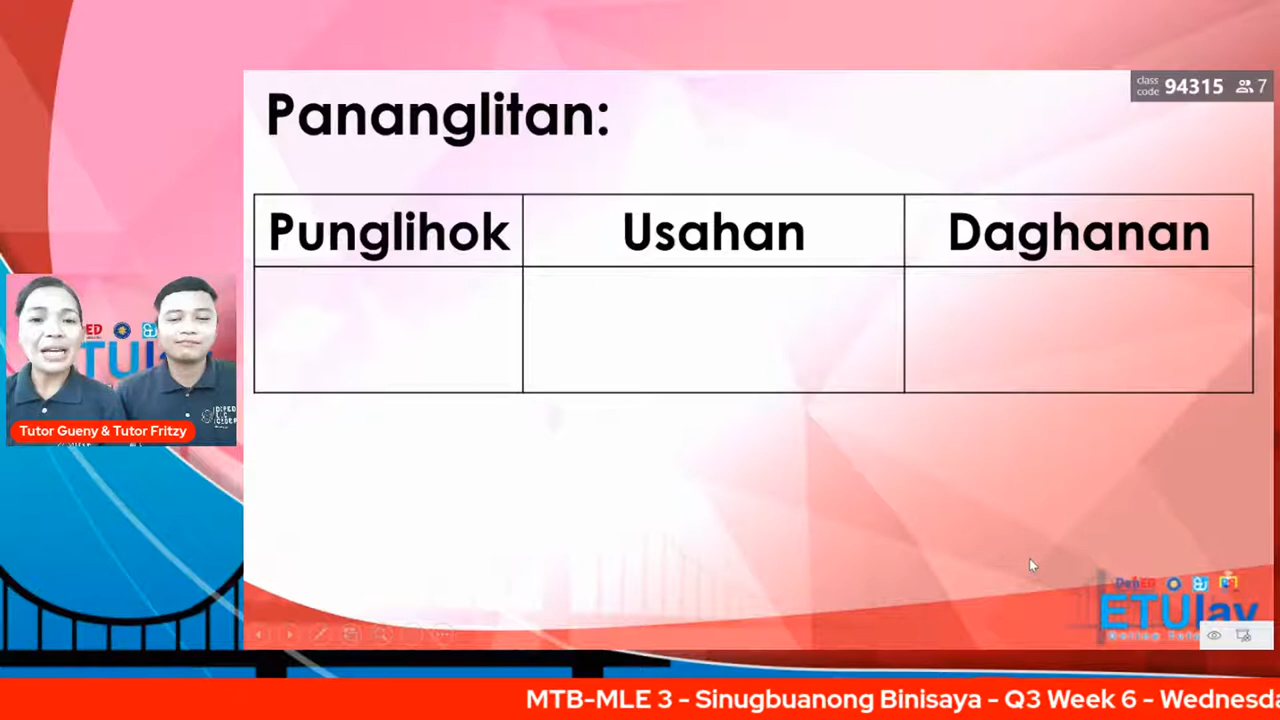 Pananglitan:
class code 94315 7
Punglihok Usahan Daghanan
Tutor Gueny & Tutor Fritzy
DepED
ETUlay
MTB-MLE 3 - Sinugbuanong Binisaya - Q3 Week 6 - Wednesda